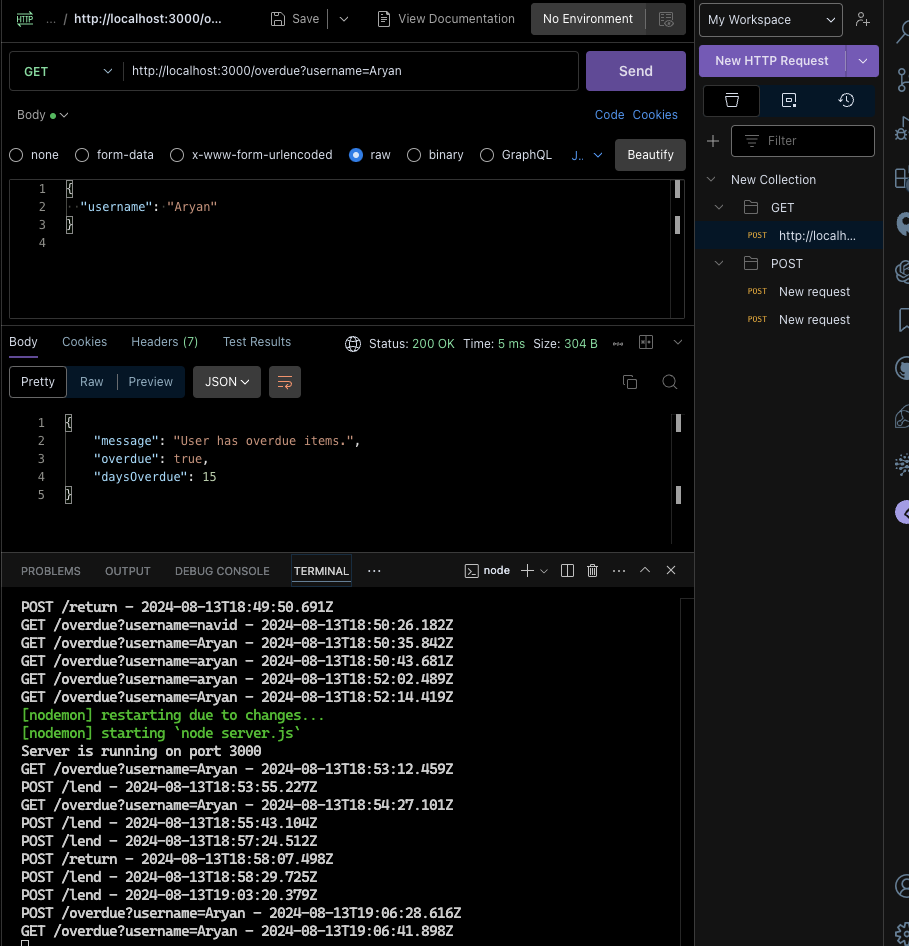 HTTP ... / http://localhost:3000/o... Save View Documentation No Environment
GET http://localhost:3000/overdue?username=Aryan Send
Body Code Cookies
none form-data x-www-form-urlencoded raw binary GraphQL J.. Beautify
1 {
2 "username": "Aryan"
3 }
4
Body Cookies Headers (7) Test Results Status: 200 OK Time: 5 ms Size: 304 B
Pretty Raw Preview JSON
1 {
2 "message": "User has overdue items.",
3 "overdue": true,
4 "daysOverdue": 15
5 }
PROBLEMS OUTPUT DEBUG CONSOLE TERMINAL ... node ...
POST /return - 2024-08-13T18:49:50.691Z
GET /overdue?username=navid - 2024-08-13T18:50:26.182Z
GET /overdue?username=Aryan - 2024-08-13T18:50:35.842Z
GET /overdue?username=aryan - 2024-08-13T18:50:43.681Z
GET /overdue?username=aryan - 2024-08-13T18:52:02.489Z
GET /overdue?username=Aryan - 2024-08-13T18:52:14.419Z
[nodemon] restarting due to changes...
[nodemon] starting `node server.js`
Server is running on port 3000
GET /overdue?username=Aryan - 2024-08-13T18:53:12.459Z
POST /lend - 2024-08-13T18:53:55.227Z
GET /overdue?username=Aryan - 2024-08-13T18:54:27.101Z
POST /lend - 2024-08-13T18:55:43.104Z
POST /lend - 2024-08-13T18:57:24.512Z
POST /return - 2024-08-13T18:58:07.498Z
POST /lend - 2024-08-13T18:58:29.725Z
POST /lend - 2024-08-13T19:03:20.379Z
POST /overdue?username=Aryan - 2024-08-13T19:06:28.616Z
GET /overdue?username=Aryan - 2024-08-13T19:06:41.898Z
My Workspace
New HTTP Request
Filter
New Collection
GET
POST http://localh...
POST
POST New request
POST New request